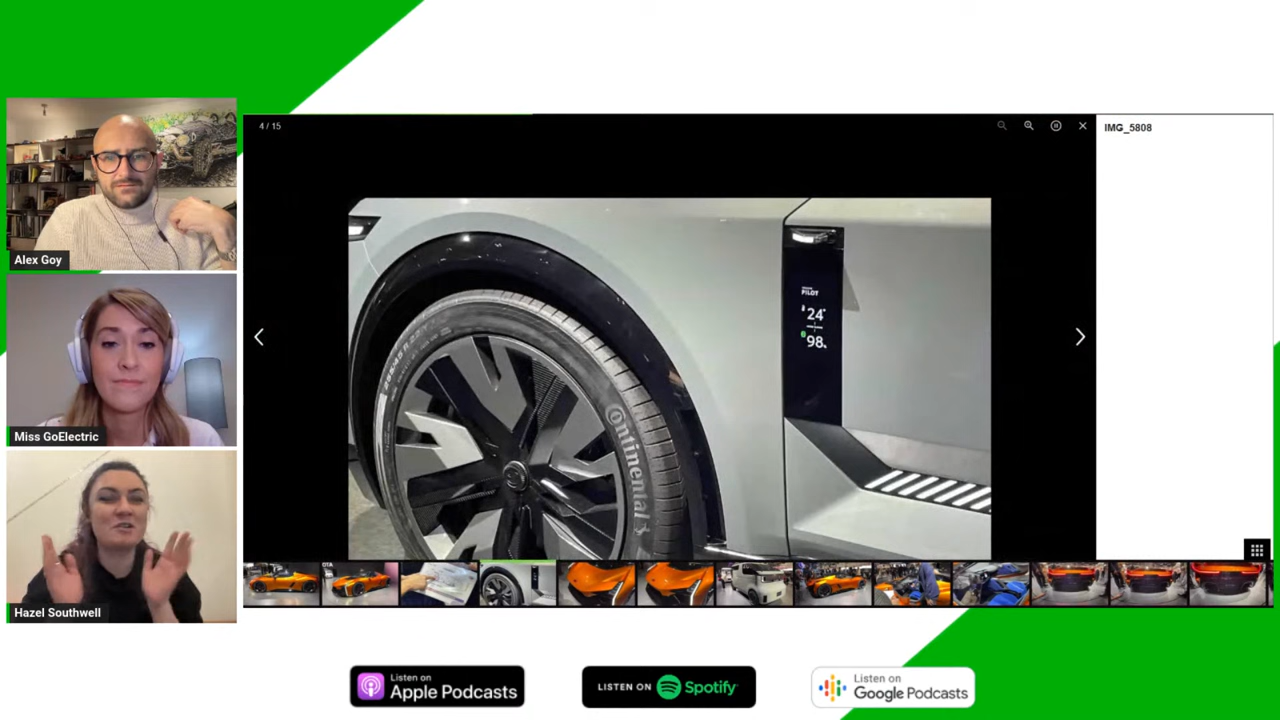 4 / 15
IMG_5808
Alex Goy
PILOT
24°
98%
Continental
Miss GoElectric
Hazel Southwell
Listen on
Apple Podcasts
LISTEN ON Spotify
Listen on
Google Podcasts